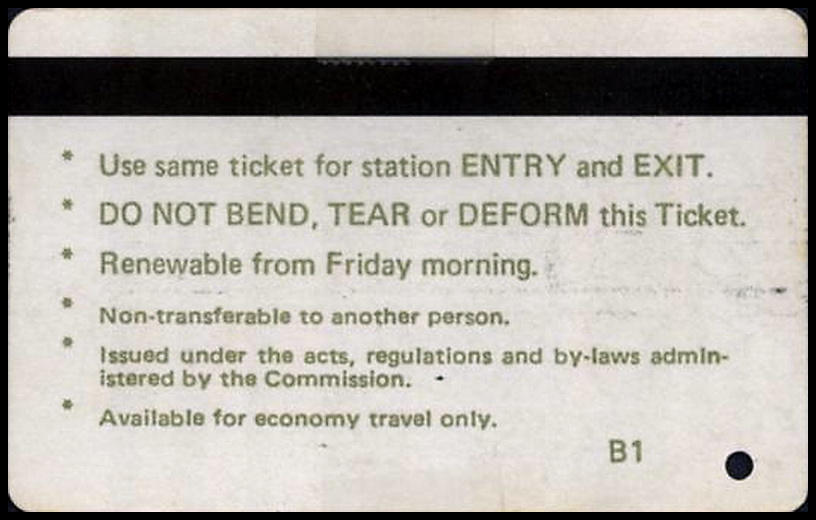 * Use same ticket for station ENTRY and EXIT.
* DO NOT BEND, TEAR or DEFORM this Ticket.
* Renewable from Friday morning.
* Non-transferable to another person.
* Issued under the acts, regulations and by-laws admin-
istered by the Commission.
* Available for economy travel only.
B1